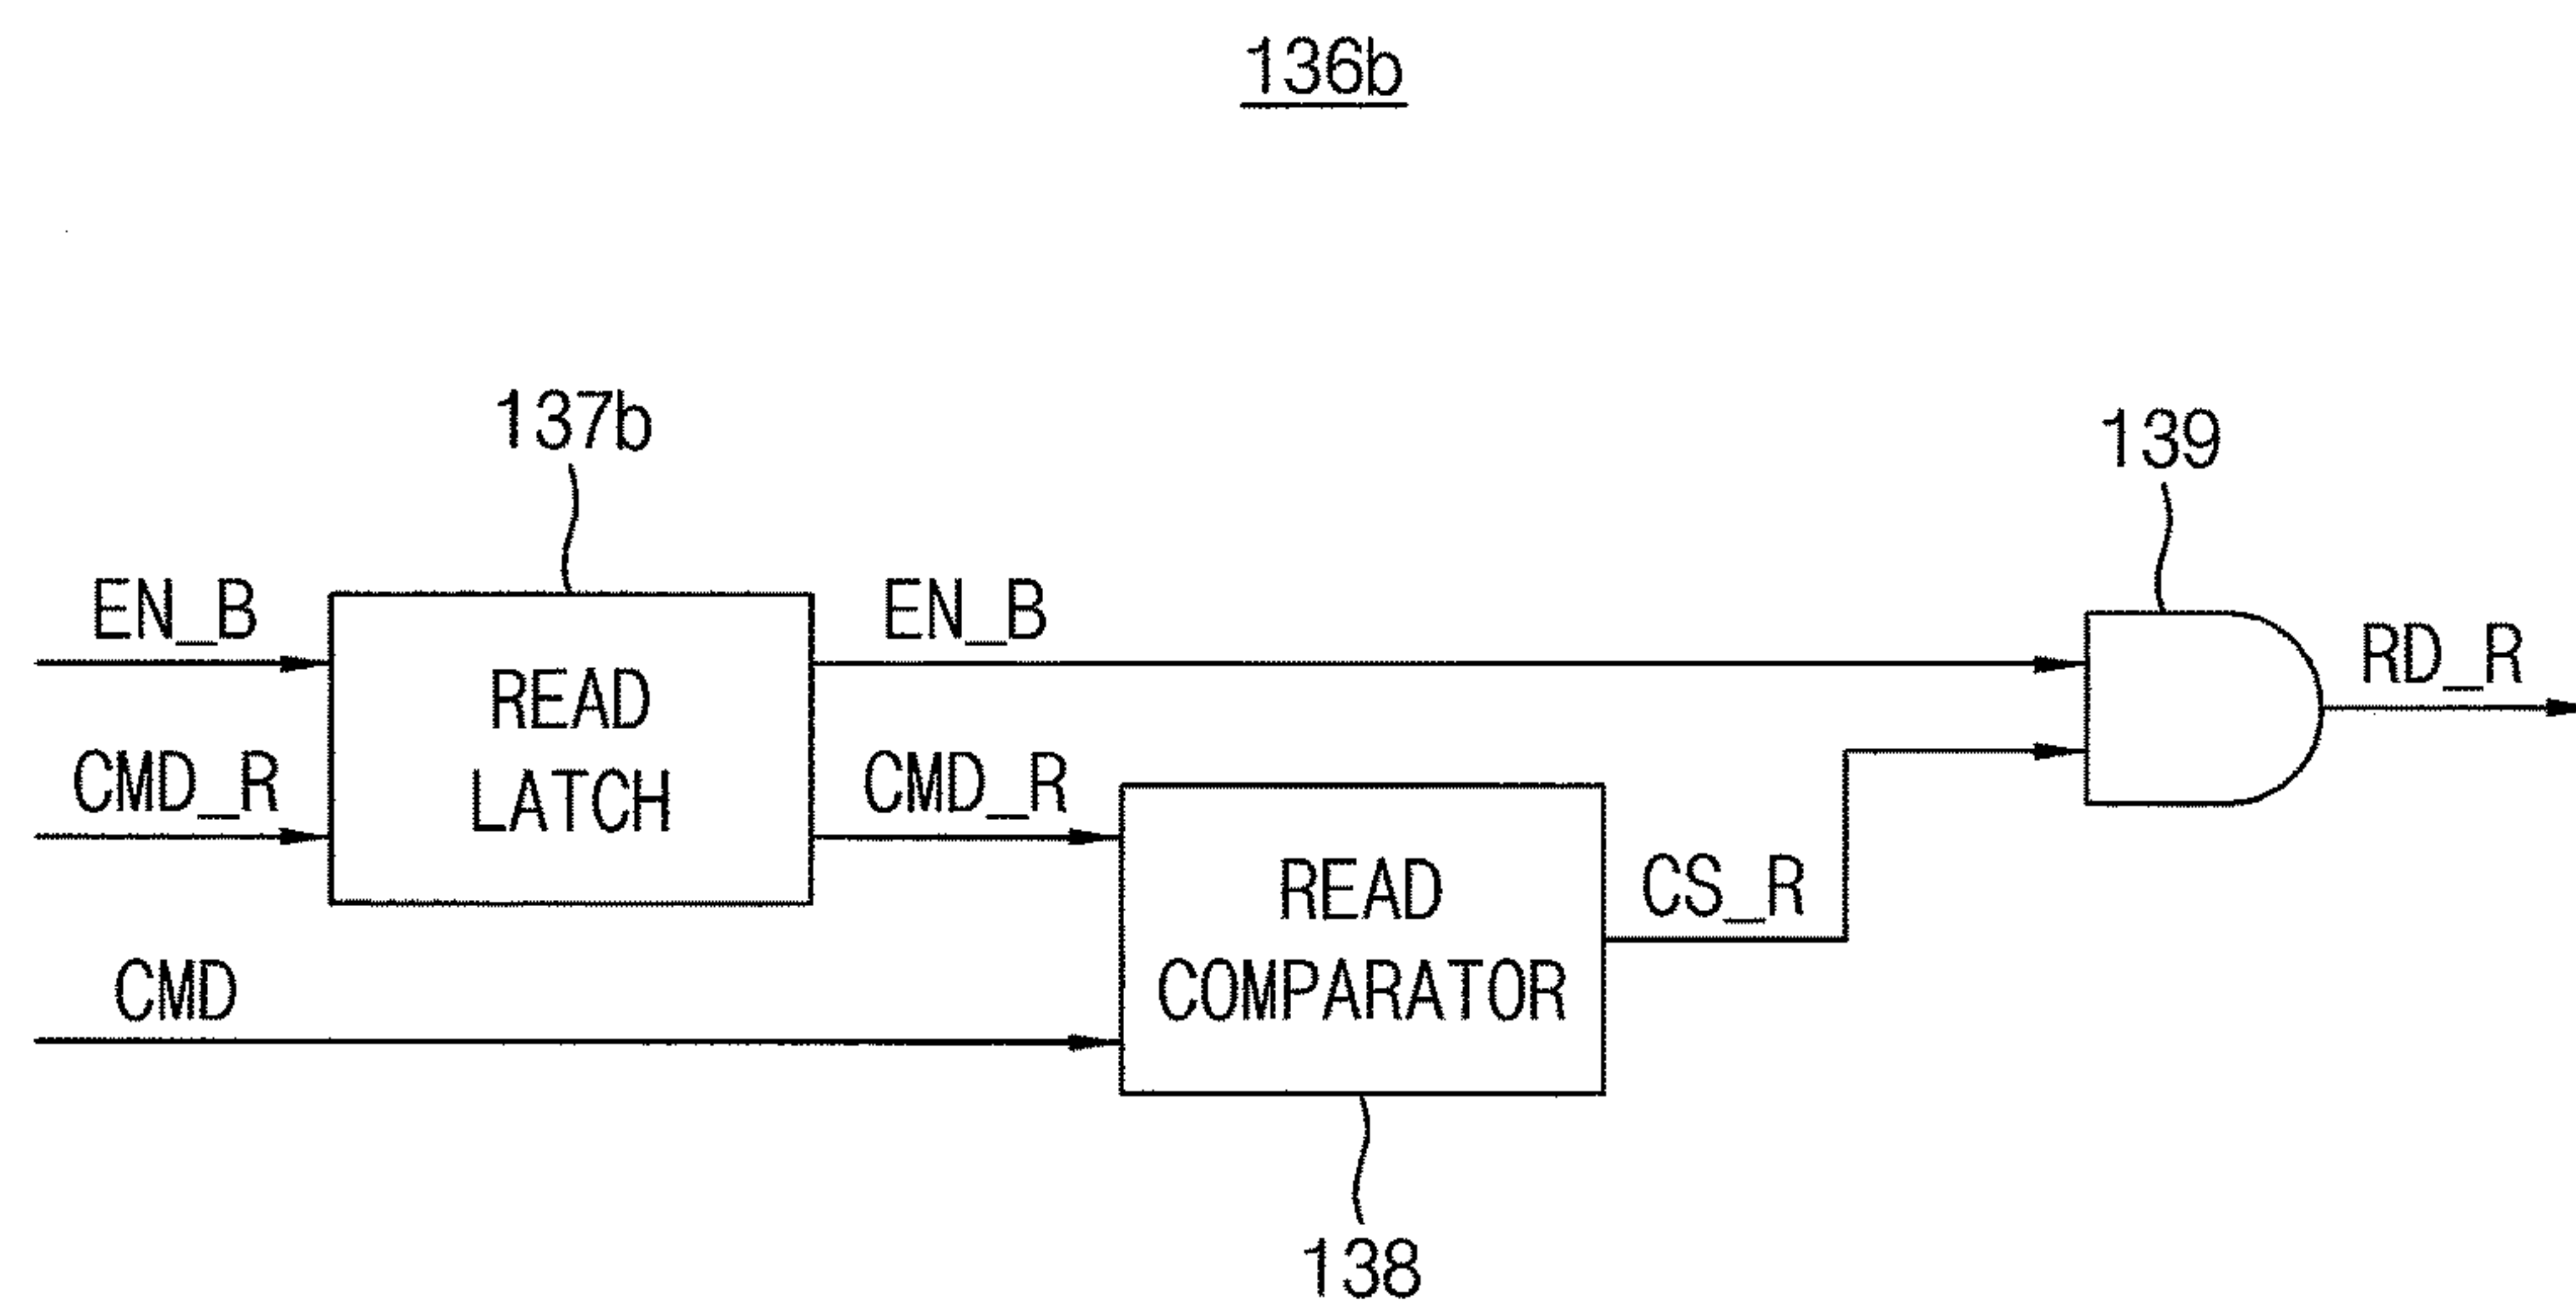 136b
137b
139
EN_B
EN_B
RD_R
READ
LATCH
CMD_R
CMD_R
READ
COMPARATOR
CS_R
CMD
138